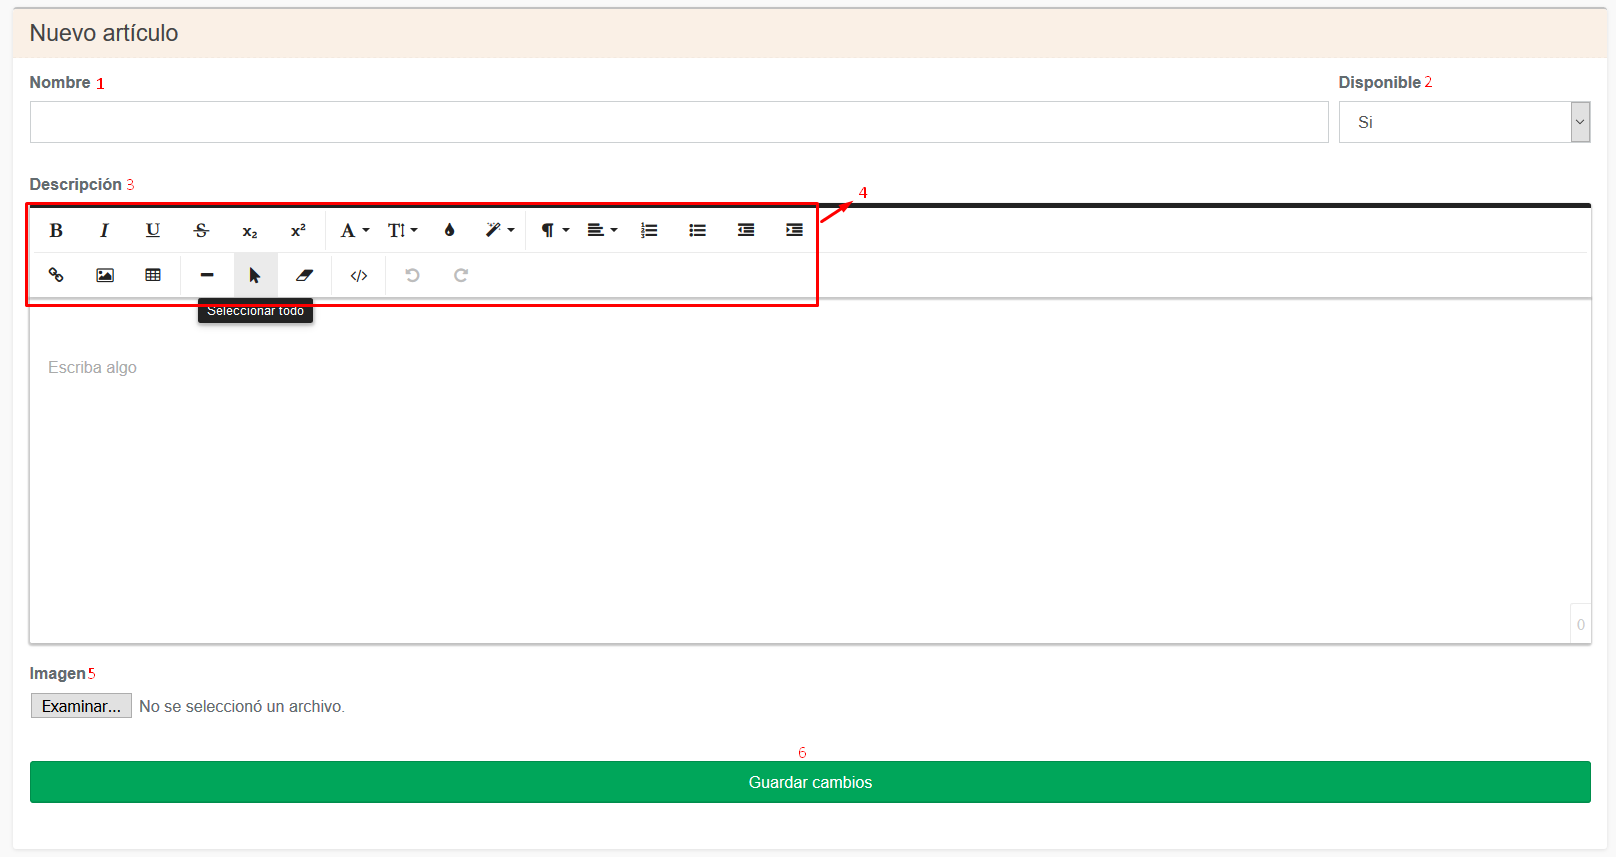 Nuevo artículo
Nombre 1
Disponible 2
Si
Descripción 3
4
B I U S x₂ x² A T
</>
Seleccionar todo
Escriba algo
0
Imagen 5
Examinar... No se seleccionó un archivo.
6
Guardar cambios